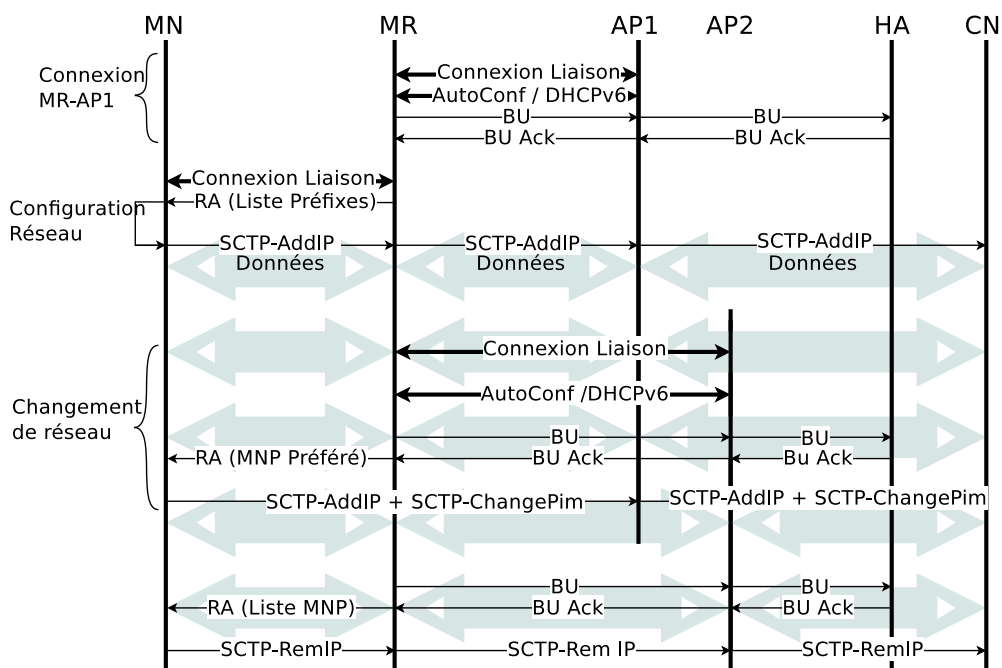 MN MR AP1 AP2 HA CN
Connexion
MR-AP1
Connexion Liaison
AutoConf / DHCPv6
BU BU
BU Ack BU Ack
Connexion Liaison
RA (Liste Préfixes)
Configuration
Réseau
SCTP-AddIP SCTP-AddIP SCTP-AddIP
Données Données Données
Connexion Liaison
AutoConf /DHCPv6
Changement
de réseau
BU BU
RA (MNP Préféré) BU Ack Bu Ack
SCTP-AddIP + SCTP-ChangePim SCTP-AddIP + SCTP-ChangePim
BU BU
RA (Liste MNP) BU Ack BU Ack
SCTP-RemIP SCTP-Rem IP SCTP-RemIP